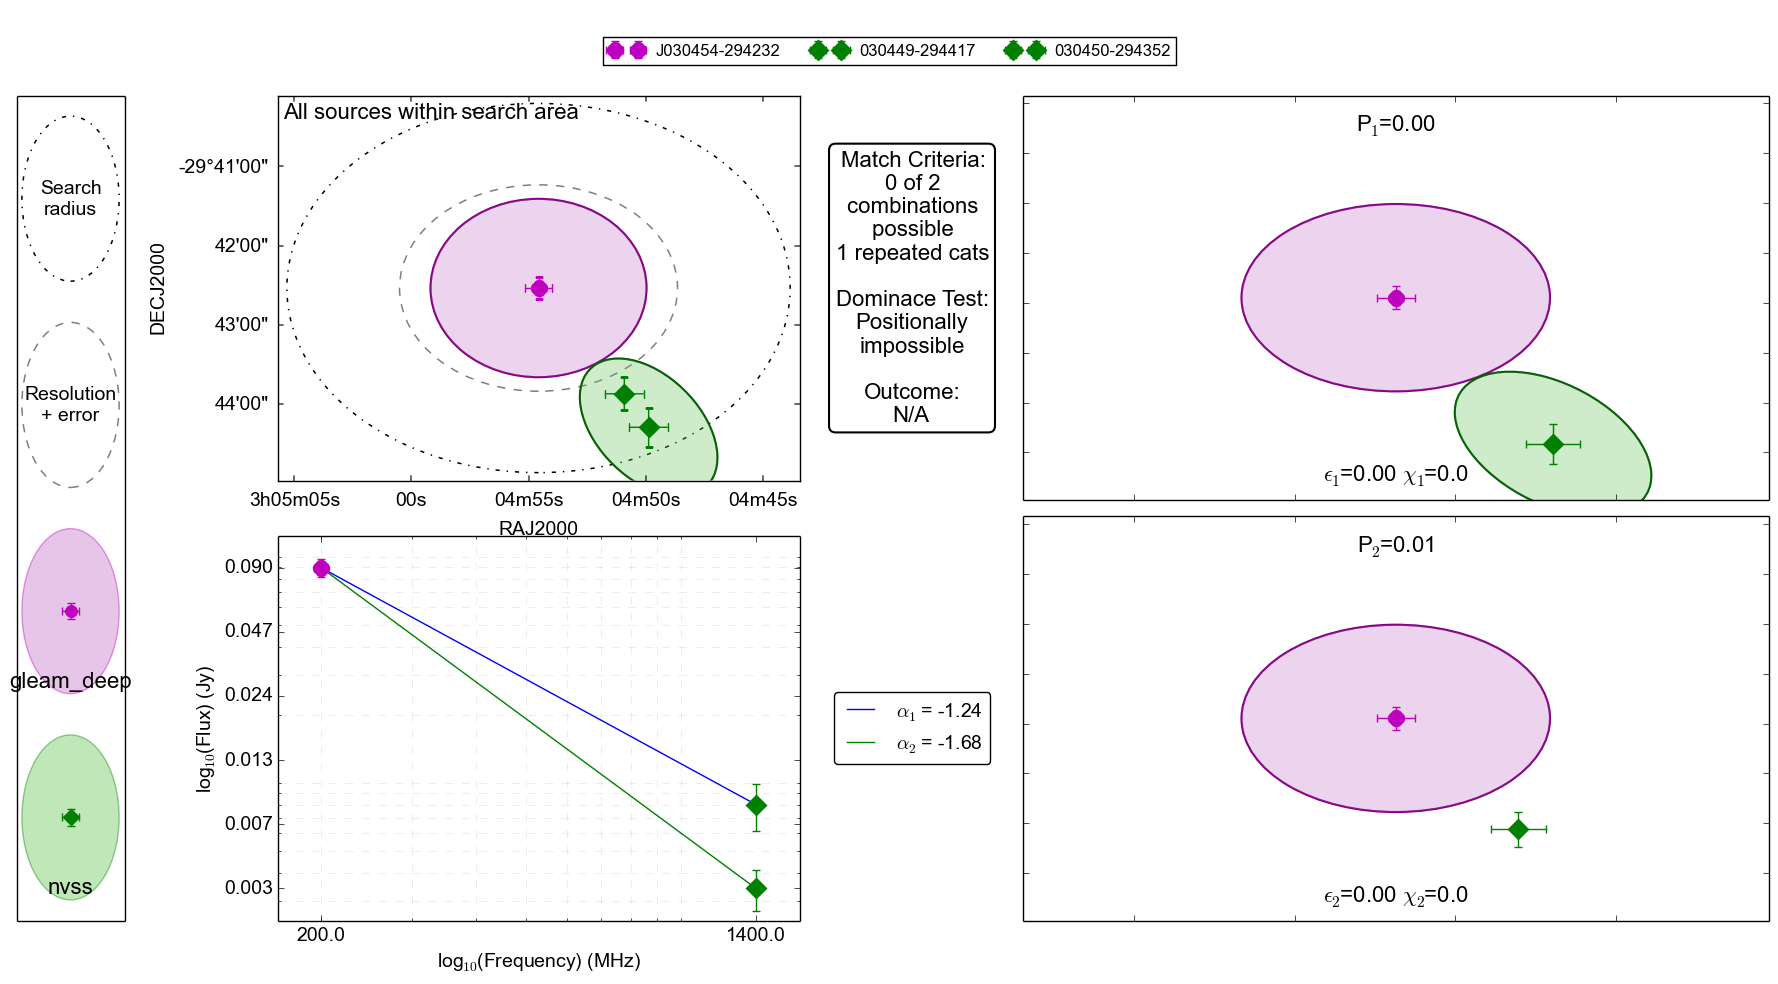 J030454-294232 030449-294417 030450-294352
Search
radius
Resolution
+ error
gleam_deep
nvss
All sources within search area
DECJ2000
-29°41'00"
42'00"
43'00"
44'00"
3h05m05s 00s 04m55s 04m50s 04m45s
RAJ2000
Match Criteria:
0 of 2
combinations
possible
1 repeated cats
Dominace Test:
Positionally
impossible
Outcome:
N/A
P1=0.00
ϵ1=0.00 χ1=0.0
log10(Flux) (Jy)
0.090
0.047
0.024
0.013
0.007
0.003
200.0 1400.0
log10(Frequency) (MHz)
α1 = -1.24
α2 = -1.68
P2=0.01
ϵ2=0.00 χ2=0.0